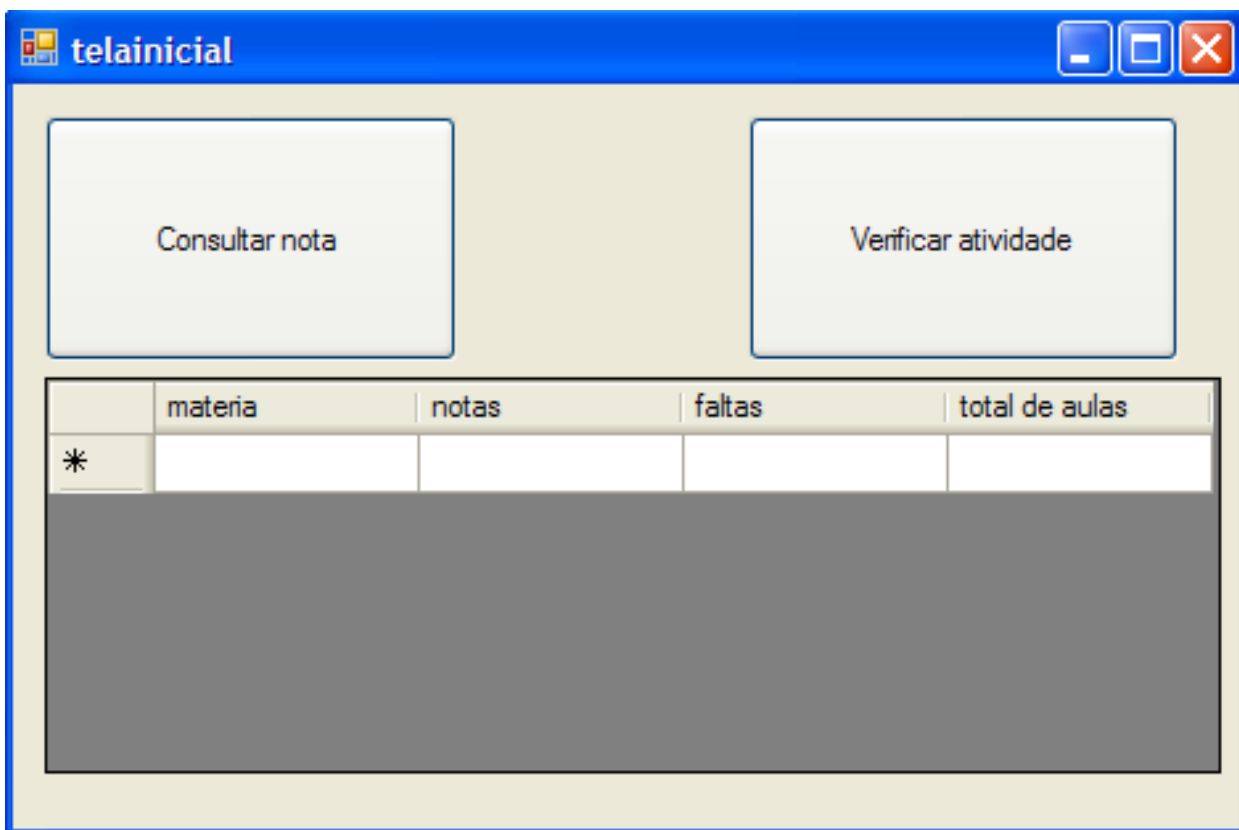 telainicial
Consultar nota
Verificar atividade
materia notas faltas total de aulas